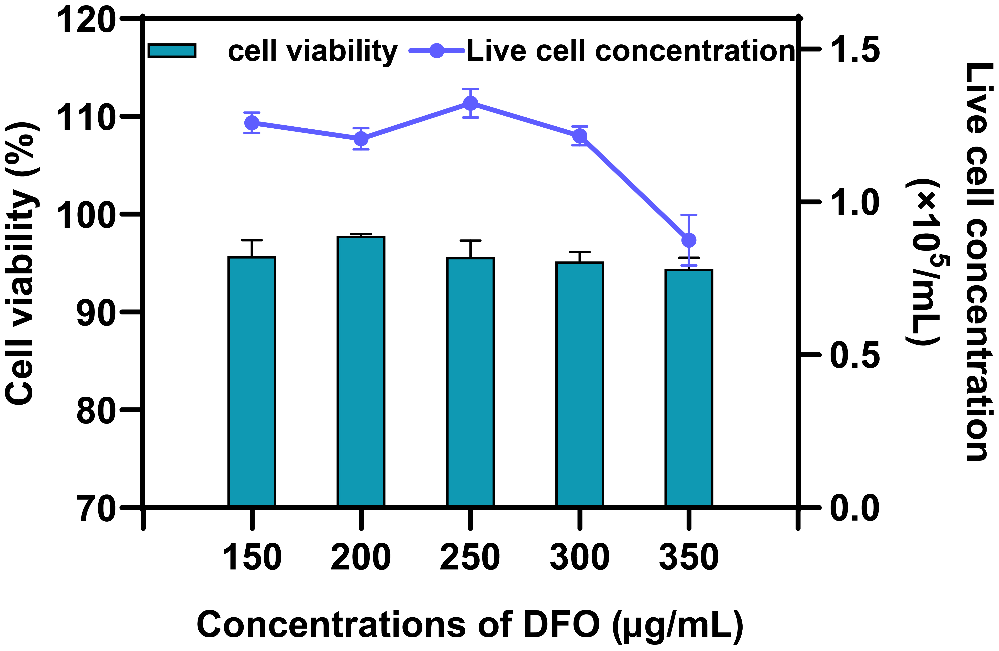 120
110
100
90
80
70
Cell viability (%)
cell viability
Live cell concentration
1.5
1.0
0.5
0.0
Live cell concentration
(×10⁵/mL)
150 200 250 300 350
Concentrations of DFO (μg/mL)